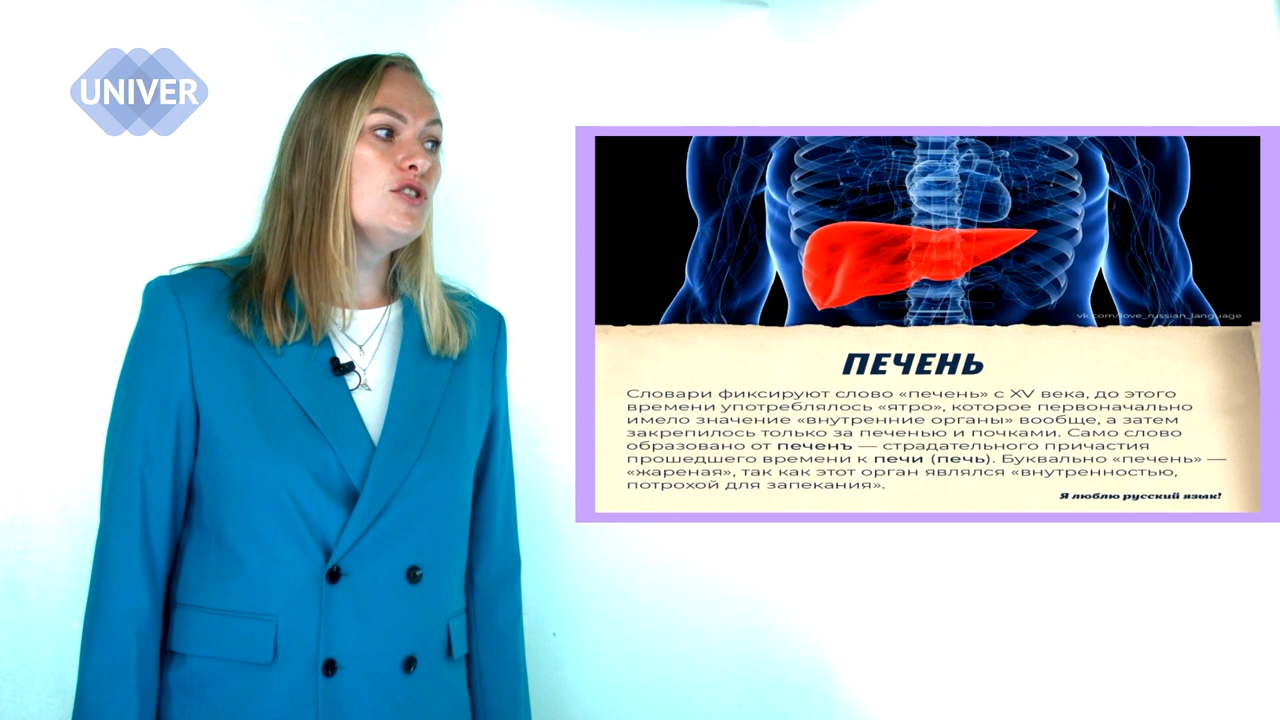 UNIVER
vk.com/love_russian_language
ПЕЧЕНЬ
Словари фиксируют слово «печень» с XV века, до этого
времени употреблялось «ятро», которое первоначально
имело значение «внутренние органы» вообще, а затем
закрепилось только за печенью и почками. Само слово
образовано от печенъ — страдательного причастия
прошедшего времени к печи (печь). Буквально «печень» —
«жареная», так как этот орган являлся «внутренностью,
потрохой для запекания».
Я люблю русский язык!